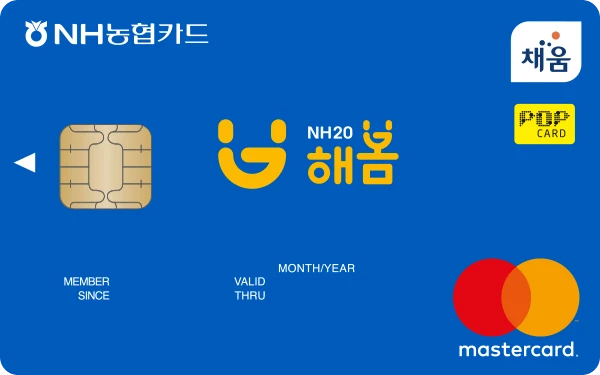 NH농협카드
채움
POP
CARD
NH20
해봄
MONTH/YEAR
MEMBER
SINCE
VALID
THRU
mastercard.